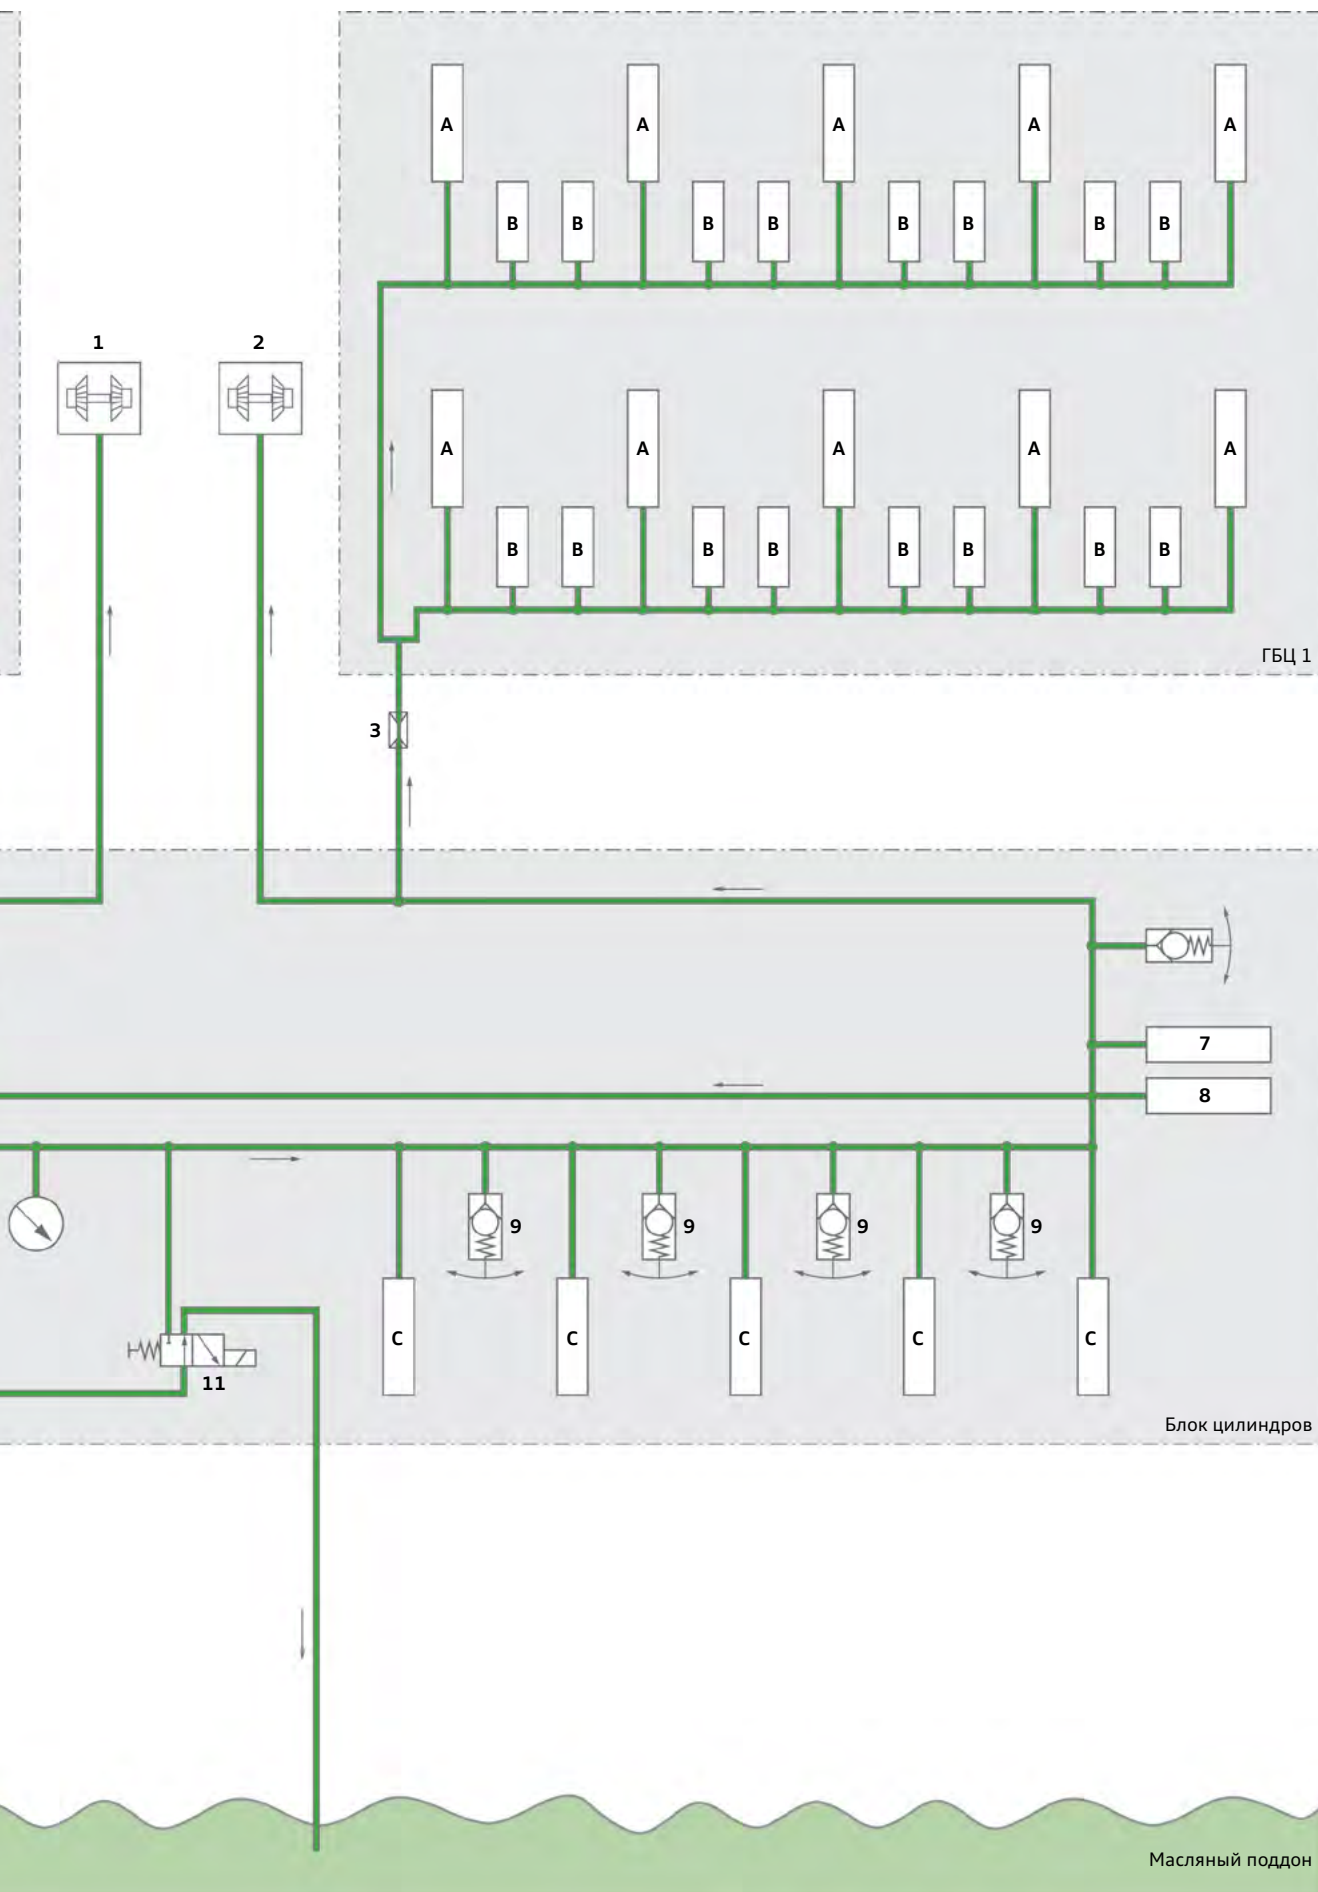 A A A A A
B B B B B B B B
1 2
A A A A A
B B B B B B B B
ГБЦ 1
3
7
8
9 9 9 9
C C C C C
11
Блок цилиндров
Масляный поддон